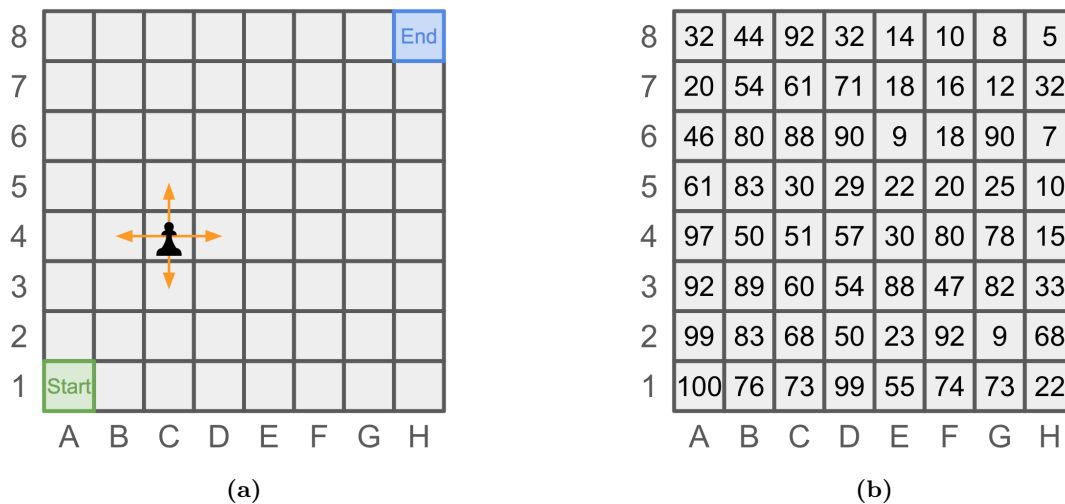 8 End
7
6
5
4
3
2
1 Start
A B C D E F G H
(a)
8 32 44 92 32 14 10 8 5
7 20 54 61 71 18 16 12 32
6 46 80 88 90 9 18 90 7
5 61 83 30 29 22 20 25 10
4 97 50 51 57 30 80 78 15
3 92 89 60 54 88 47 82 33
2 99 83 68 50 23 92 9 68
1 100 76 73 99 55 74 73 22
A B C D E F G H
(b)